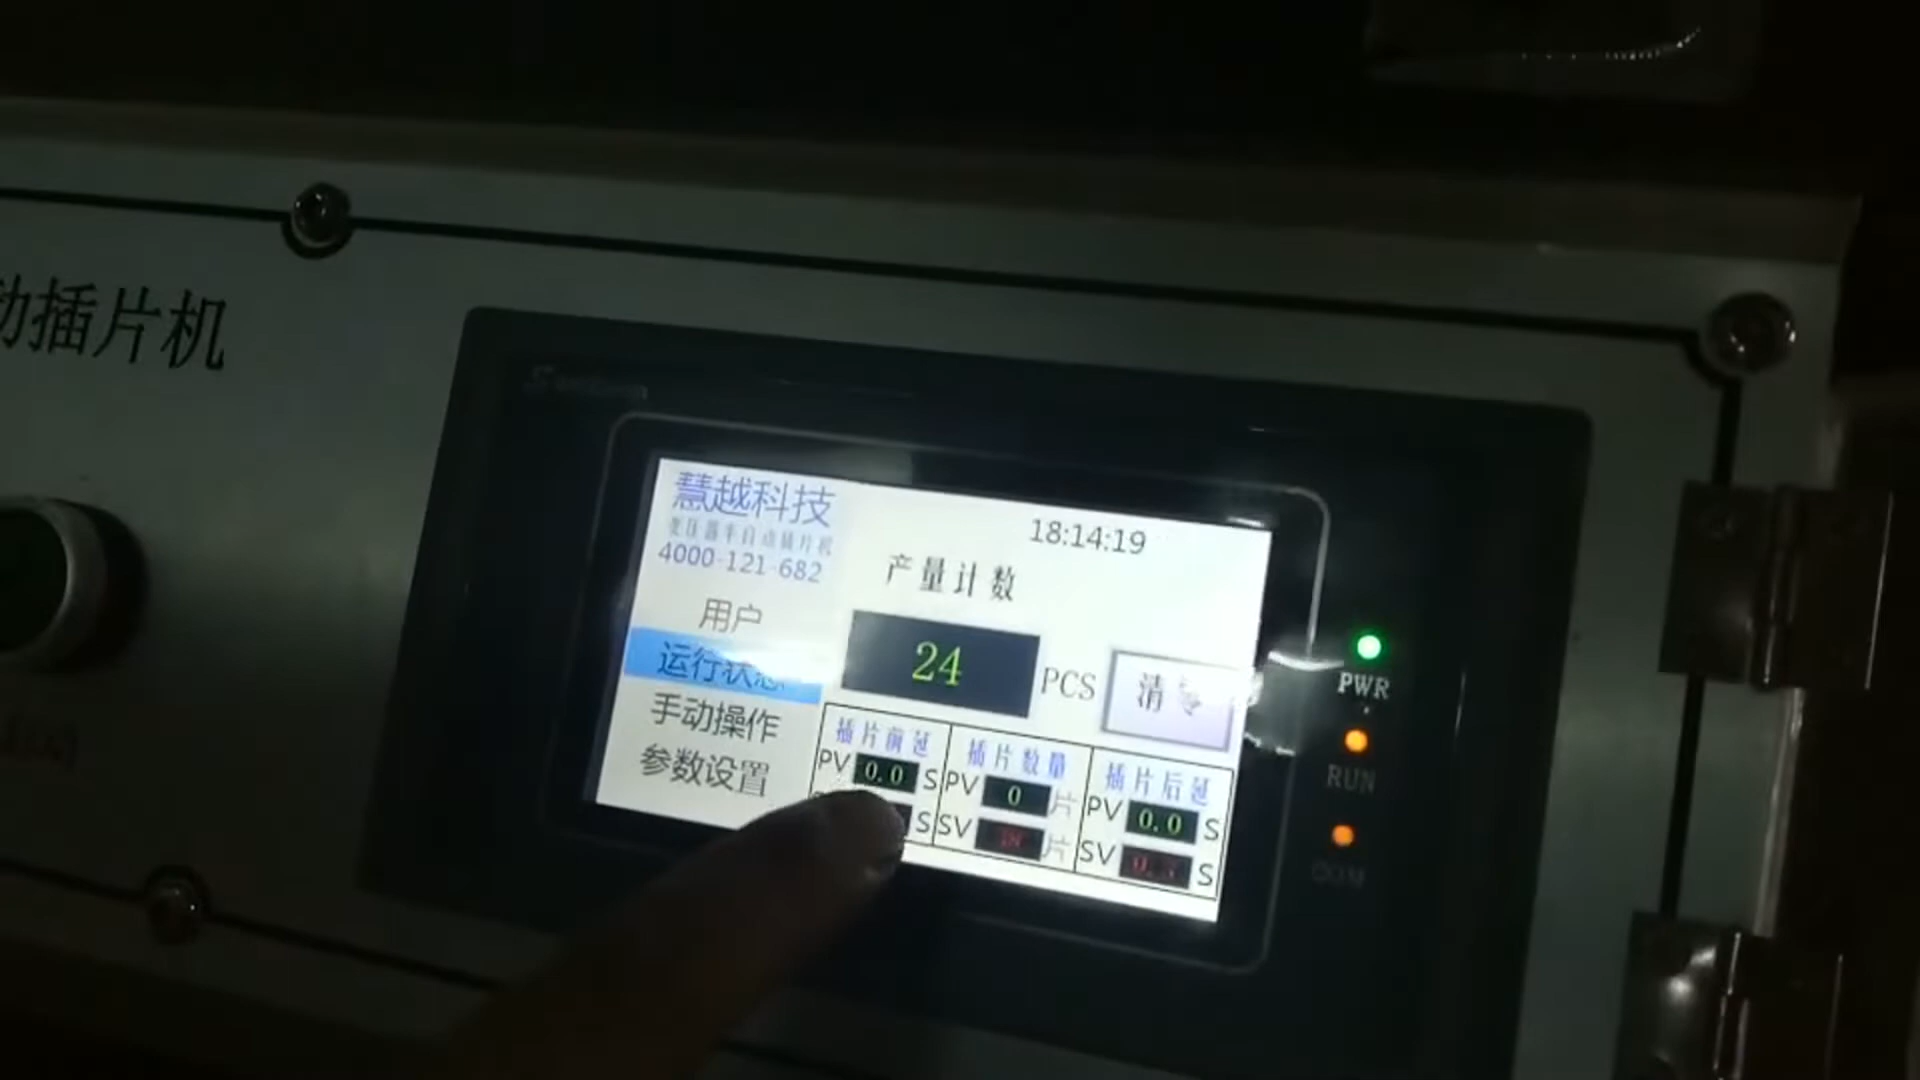 动插片机
慧越科技
变压器半自动插片机
4000-121-682
18:14:19
用户
运行状态
手动操作
参数设置
产量计数
24 PCS
清零
插片前延
PV 0.0 S
S
插片数量
PV 0 片
SV 片
插片后延
PV 0.0 S
SV 0.3 S
PWR
RUN
COM